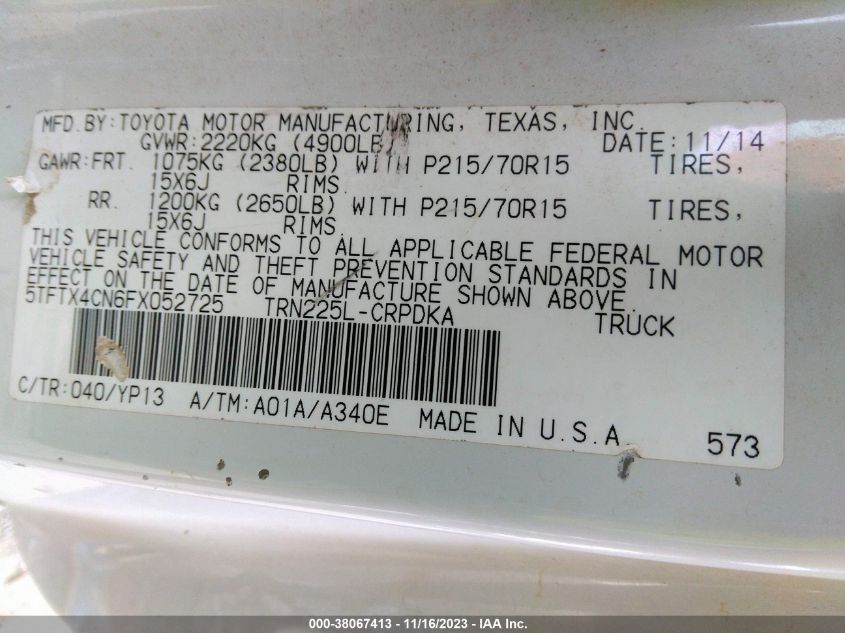 MFD.BY:TOYOTA MOTOR MANUFACTURING, TEXAS, INC.
GVWR:2220KG (4900LB) DATE:11/14
GAWR:FRT. 1075KG (2380LB) WITH P215/70R15 TIRES,
15X6J RIMS.
RR. 1200KG (2650LB) WITH P215/70R15 TIRES,
15X6J RIMS.
THIS VEHICLE CONFORMS TO ALL APPLICABLE FEDERAL MOTOR
VEHICLE SAFETY AND THEFT PREVENTION STANDARDS IN
EFFECT ON THE DATE OF MANUFACTURE SHOWN ABOVE.
5TFTX4CN6FX052725 TRN225L-CRPDKA TRUCK
C/TR:040/YP13 A/TM:A01A/A340E MADE IN U.S.A. 573
000-38067413 - 11/16/2023 - IAA Inc.